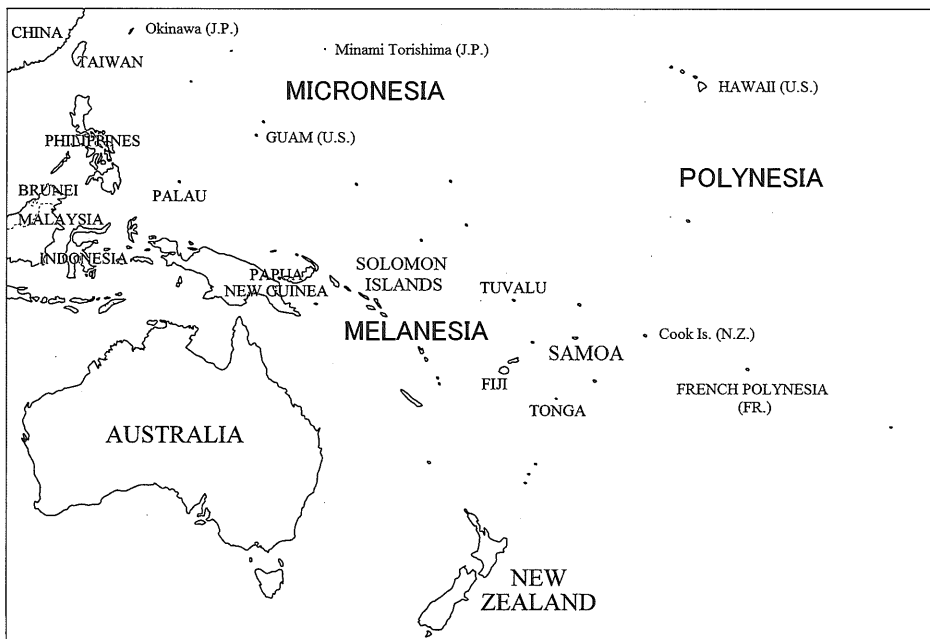 CHINA
Okinawa (J.P.)
Minami Torishima (J.P.)
TAIWAN
MICRONESIA
HAWAII (U.S.)
GUAM (U.S.)
PHILIPPINES
POLYNESIA
BRUNEI
PALAU
MALAYSIA
INDONESIA
PAPUA
NEW GUINEA
SOLOMON
ISLANDS
TUVALU
MELANESIA
Cook Is. (N.Z.)
SAMOA
FIJI
FRENCH POLYNESIA
(FR.)
TONGA
AUSTRALIA
NEW
ZEALAND